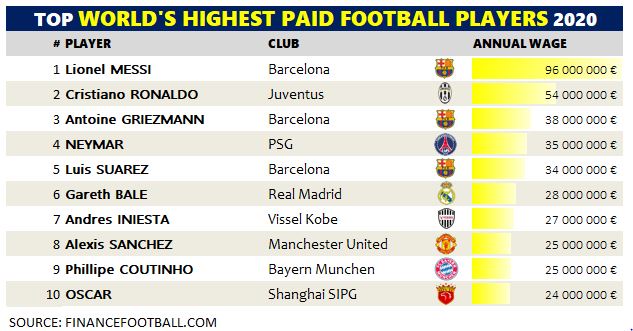 TOP WORLD'S HIGHEST PAID FOOTBALL PLAYERS 2020
# PLAYER CLUB ANNUAL WAGE
1 Lionel MESSI Barcelona 96 000 000 €
2 Cristiano RONALDO Juventus 54 000 000 €
3 Antoine GRIEZMANN Barcelona 38 000 000 €
4 NEYMAR PSG 35 000 000 €
5 Luis SUAREZ Barcelona 34 000 000 €
6 Gareth BALE Real Madrid 28 000 000 €
7 Andres INIESTA Vissel Kobe 27 000 000 €
8 Alexis SANCHEZ Manchester United 25 000 000 €
9 Phillipe COUTINHO Bayern Munchen 25 000 000 €
10 OSCAR Shanghai SIPG 24 000 000 €
SOURCE: FINANCEFOOTBALL.COM